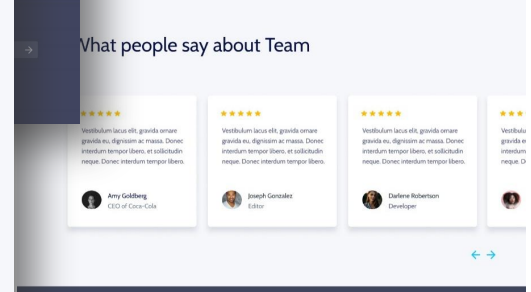 What people say about Team
Vestibulum lacus elit, gravida ornare
gravida eu, dignissim ac massa. Donec
interdum tempor libero, et sollicitudin
neque. Donec interdum tempor libero.
Amy Goldberg
CEO of Coca-Cola
Vestibulum lacus elit, gravida ornare
gravida eu, dignissim ac massa. Donec
interdum tempor libero, et sollicitudin
neque. Donec interdum tempor libero.
Joseph Gonzalez
Editor
Vestibulum lacus elit, gravida ornare
gravida eu, dignissim ac massa. Donec
interdum tempor libero, et sollicitudin
neque. Donec interdum tempor libero.
Darlene Robertson
Developer
Vestibulu
gravida e
interdum
neque. D